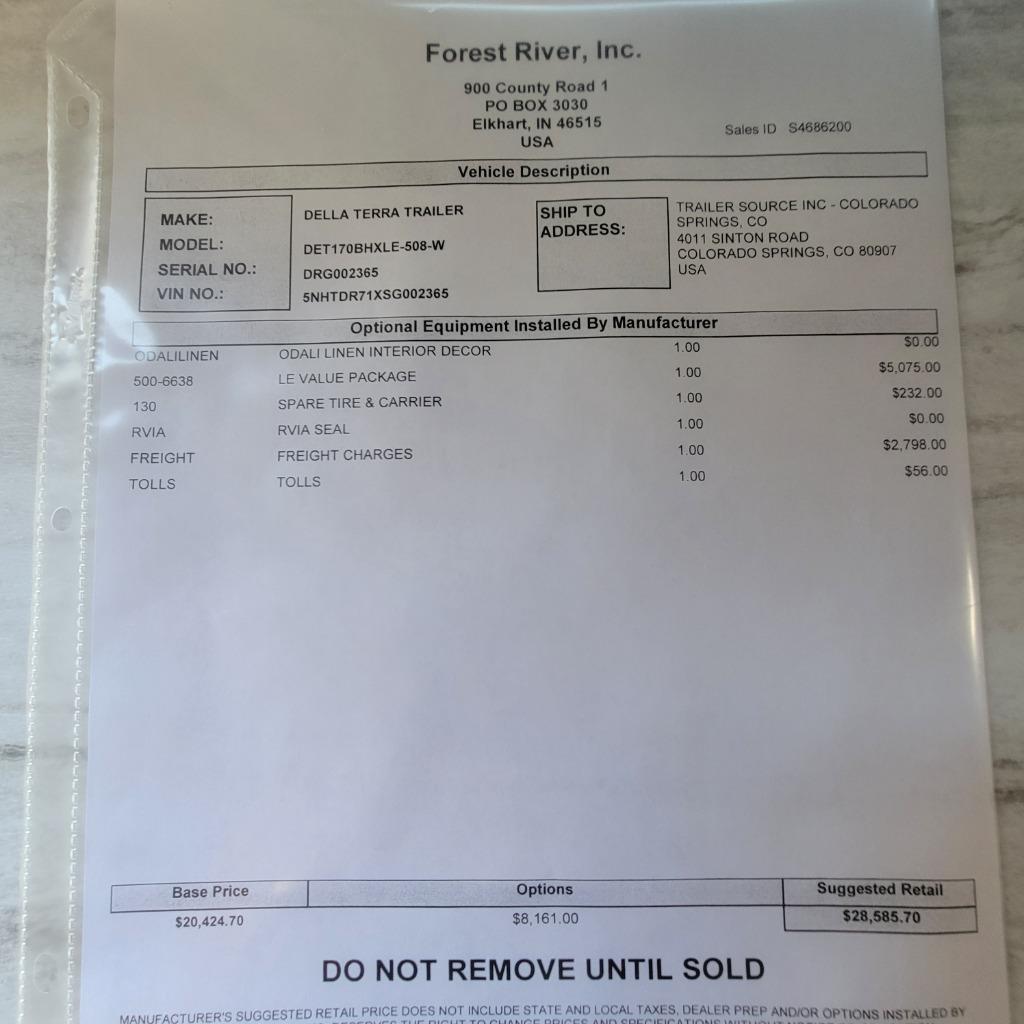 Forest River, Inc.
900 County Road 1
PO BOX 3030
Elkhart, IN 46515
USA
Sales ID S4686200
Vehicle Description
MAKE: DELLA TERRA TRAILER
MODEL: DET170BHXLE-508-W
SERIAL NO.: DRG002365
VIN NO.: 5NHTDR71XSG002365
SHIP TO
ADDRESS:
TRAILER SOURCE INC - COLORADO
SPRINGS, CO
4011 SINTON ROAD
COLORADO SPRINGS, CO 80907
USA
Optional Equipment Installed By Manufacturer
ODALILINEN ODALI LINEN INTERIOR DECOR 1.00 $0.00
500-6638 LE VALUE PACKAGE 1.00 $5,075.00
130 SPARE TIRE & CARRIER 1.00 $232.00
RVIA RVIA SEAL 1.00 $0.00
FREIGHT FREIGHT CHARGES 1.00 $2,798.00
TOLLS TOLLS 1.00 $56.00
Base Price Options Suggested Retail
$20,424.70 $8,161.00 $28,585.70
DO NOT REMOVE UNTIL SOLD
MANUFACTURER'S SUGGESTED RETAIL PRICE DOES NOT INCLUDE STATE AND LOCAL TAXES, DEALER PREP AND/OR OPTIONS INSTALLED BY